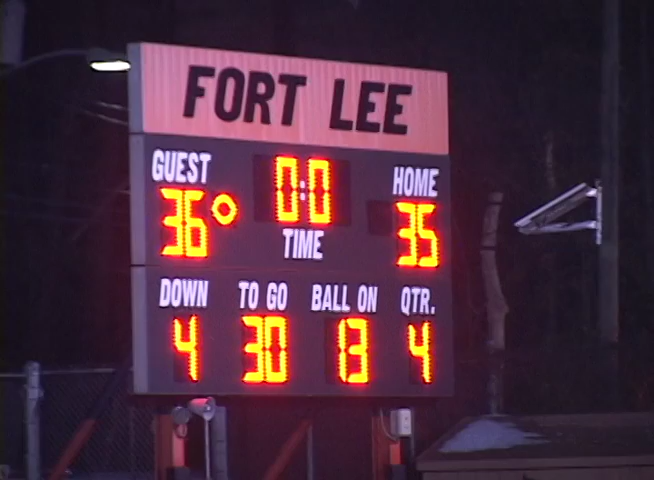 FORT LEE
GUEST 0:0 HOME
36 35
TIME
DOWN TO GO BALL ON QTR.
4 30 13 4